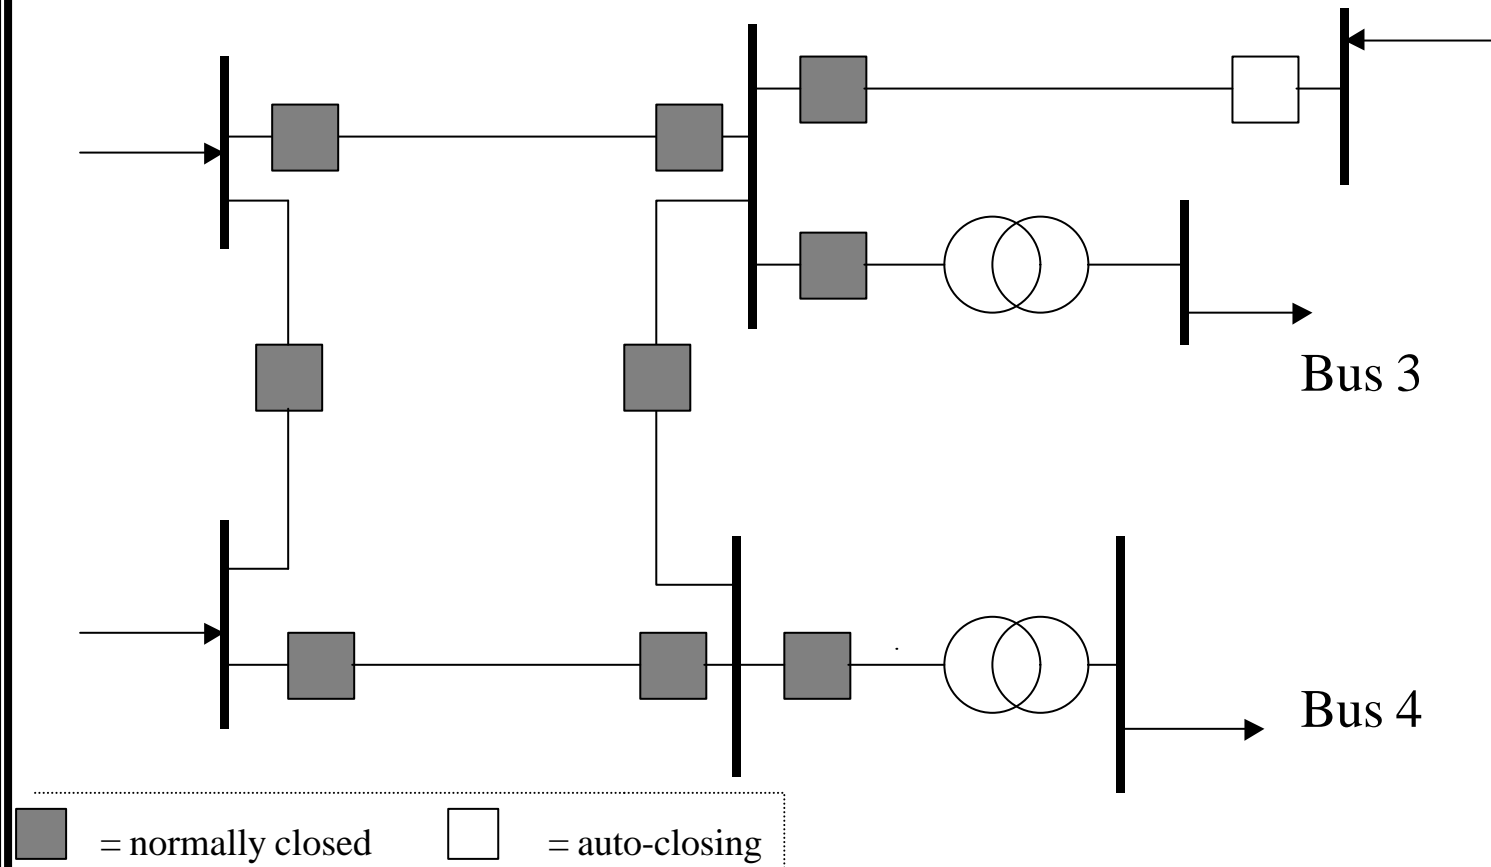 Bus 3
Bus 4
= normally closed = auto-closing